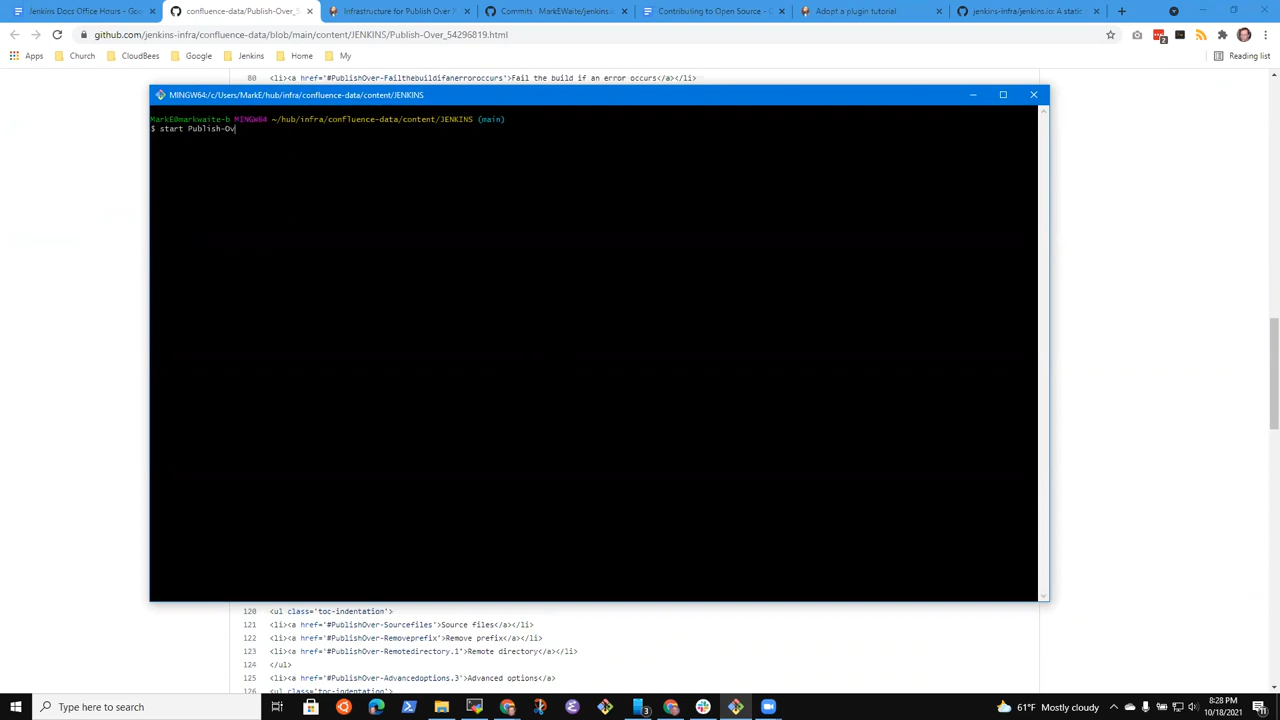 Jenkins Docs Office Hours - Goo
confluence-data/Publish-Over_5
Infrastructure for Publish Over
Commits · MarkEWaite/jenkins.i
Contributing to Open Source - G
Adopt a plugin tutorial
jenkins-infra/jenkins.io: A static
github.com/jenkins-infra/confluence-data/blob/main/content/JENKINS/Publish-Over_54296819.html
Apps
Church
CloudBees
Google
Jenkins
Home
My
Reading list
80 <li><a href='#PublishOver-Failthebuildifanerroroccurs'>Fail the build if an error occurs</a></li>
MINGW64:/c/Users/MarkE/hub/infra/confluence-data/content/JENKINS
MarkE@markwaite-b MINGW64 ~/hub/infra/confluence-data/content/JENKINS (main)
$ start Publish-Ov
120 <ul class='toc-indentation'>
121 <li><a href='#PublishOver-Sourcefiles'>Source files</a></li>
122 <li><a href='#PublishOver-Removeprefix'>Remove prefix</a></li>
123 <li><a href='#PublishOver-Remotedirectory.1'>Remote directory</a></li>
124 </ul>
125 <li><a href='#PublishOver-Advancedoptions.3'>Advanced options</a>
126 <ul class='toc-indentation'>
Type here to search
61°F Mostly cloudy
8:28 PM
10/18/2021